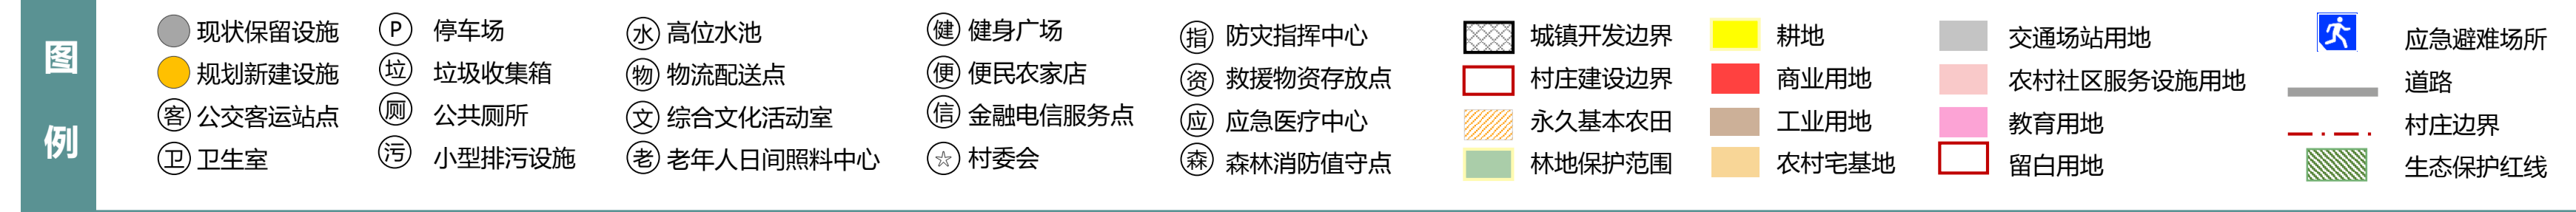 图例
现状保留设施
规划新建设施
客 公交客运站点
卫 卫生室
P 停车场
垃 垃圾收集箱
厕 公共厕所
污 小型排污设施
水 高位水池
物 物流配送点
文 综合文化活动室
老 老年人日间照料中心
健 健身广场
便 便民农家店
信 金融电信服务点
☆ 村委会
指 防灾指挥中心
资 救援物资存放点
应 应急医疗中心
森 森林消防值守点
城镇开发边界
村庄建设边界
永久基本农田
林地保护范围
耕地
商业用地
工业用地
农村宅基地
交通场站用地
农村社区服务设施用地
教育用地
留白用地
应急避难场所
道路
村庄边界
生态保护红线